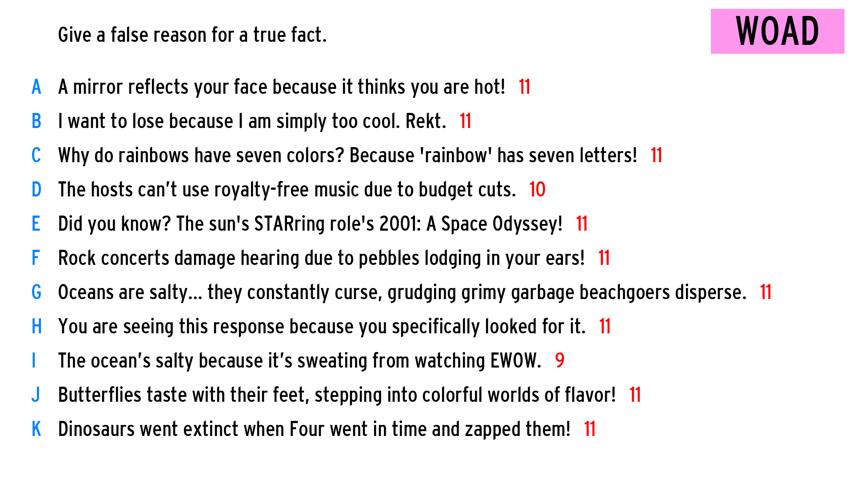 Give a false reason for a true fact.
WOAD
A A mirror reflects your face because it thinks you are hot! 11
B I want to lose because I am simply too cool. Rekt. 11
C Why do rainbows have seven colors? Because 'rainbow' has seven letters! 11
D The hosts can't use royalty-free music due to budget cuts. 10
E Did you know? The sun's STARring role's 2001: A Space Odyssey! 11
F Rock concerts damage hearing due to pebbles lodging in your ears! 11
G Oceans are salty... they constantly curse, grudging grimy garbage beachgoers disperse. 11
H You are seeing this response because you specifically looked for it. 11
I The ocean's salty because it's sweating from watching EWOW. 9
J Butterflies taste with their feet, stepping into colorful worlds of flavor! 11
K Dinosaurs went extinct when Four went in time and zapped them! 11